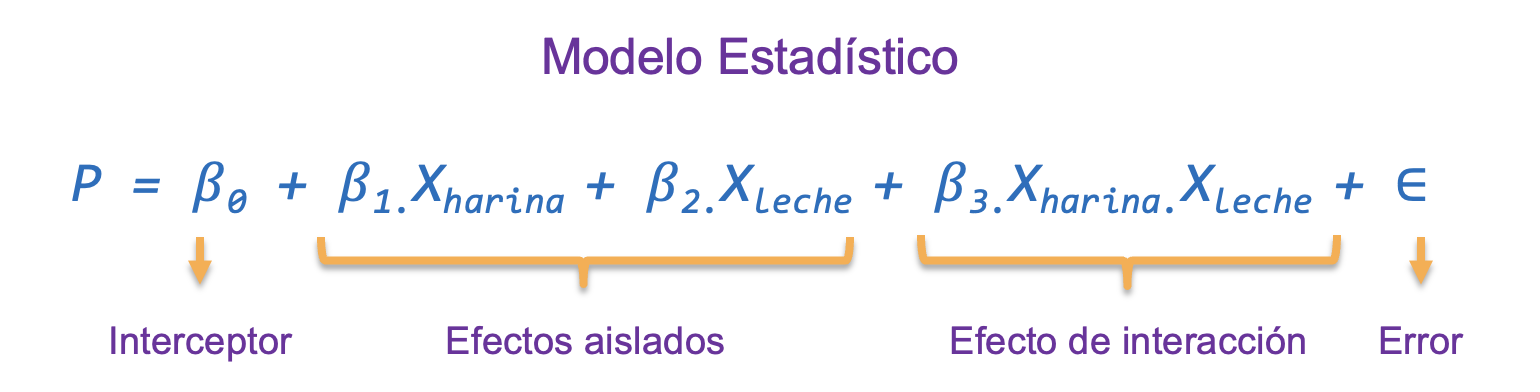 Modelo Estadístico
P = β0 + β1.Xharina + β2.Xleche + β3.Xharina.Xleche + ∈
Interceptor Efectos aislados Efecto de interacción Error